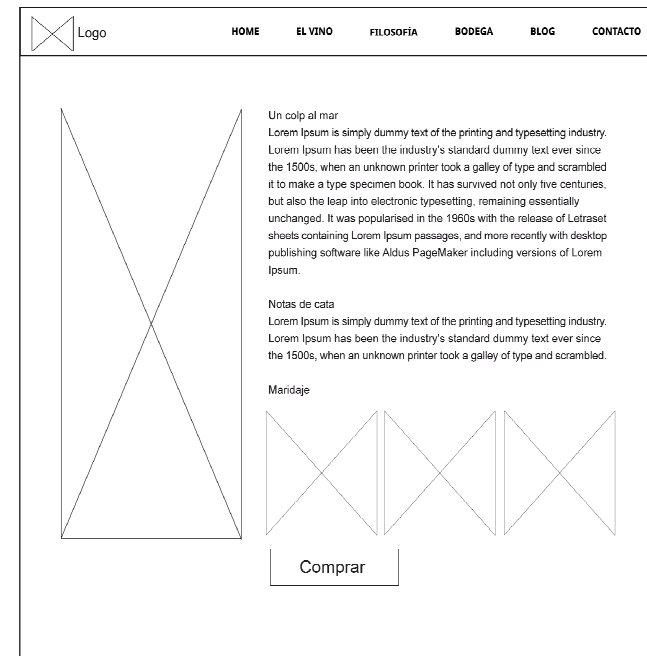 Logo
HOME EL VINO FILOSOFÍA BODEGA BLOG CONTACTO
Un colp al mar
Lorem Ipsum is simply dummy text of the printing and typesetting industry.
Lorem Ipsum has been the industry's standard dummy text ever since
the 1500s, when an unknown printer took a galley of type and scrambled
it to make a type specimen book. It has survived not only five centuries,
but also the leap into electronic typesetting, remaining essentially
unchanged. It was popularised in the 1960s with the release of Letraset
sheets containing Lorem Ipsum passages, and more recently with desktop
publishing software like Aldus PageMaker including versions of Lorem
Ipsum.
Notas de cata
Lorem Ipsum is simply dummy text of the printing and typesetting industry.
Lorem Ipsum has been the industry's standard dummy text ever since
the 1500s, when an unknown printer took a galley of type and scrambled.
Maridaje
Comprar